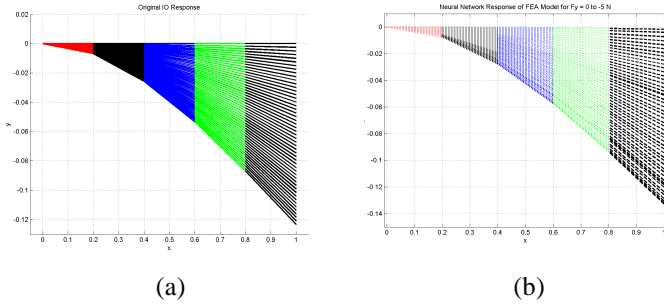 Original IO Response
0.02
0
-0.02
-0.04
-0.06
-0.08
-0.1
-0.12
y
0 0.1 0.2 0.3 0.4 0.5 0.6 0.7 0.8 0.9 1
x
(a)
Neural Network Response of FEA Model for Fy = 0 to -5 N
0
-0.02
-0.04
-0.06
-0.08
-0.1
-0.12
-0.14
0 0.1 0.2 0.3 0.4 0.5 0.6 0.7 0.8 0.9 1
x
(b)